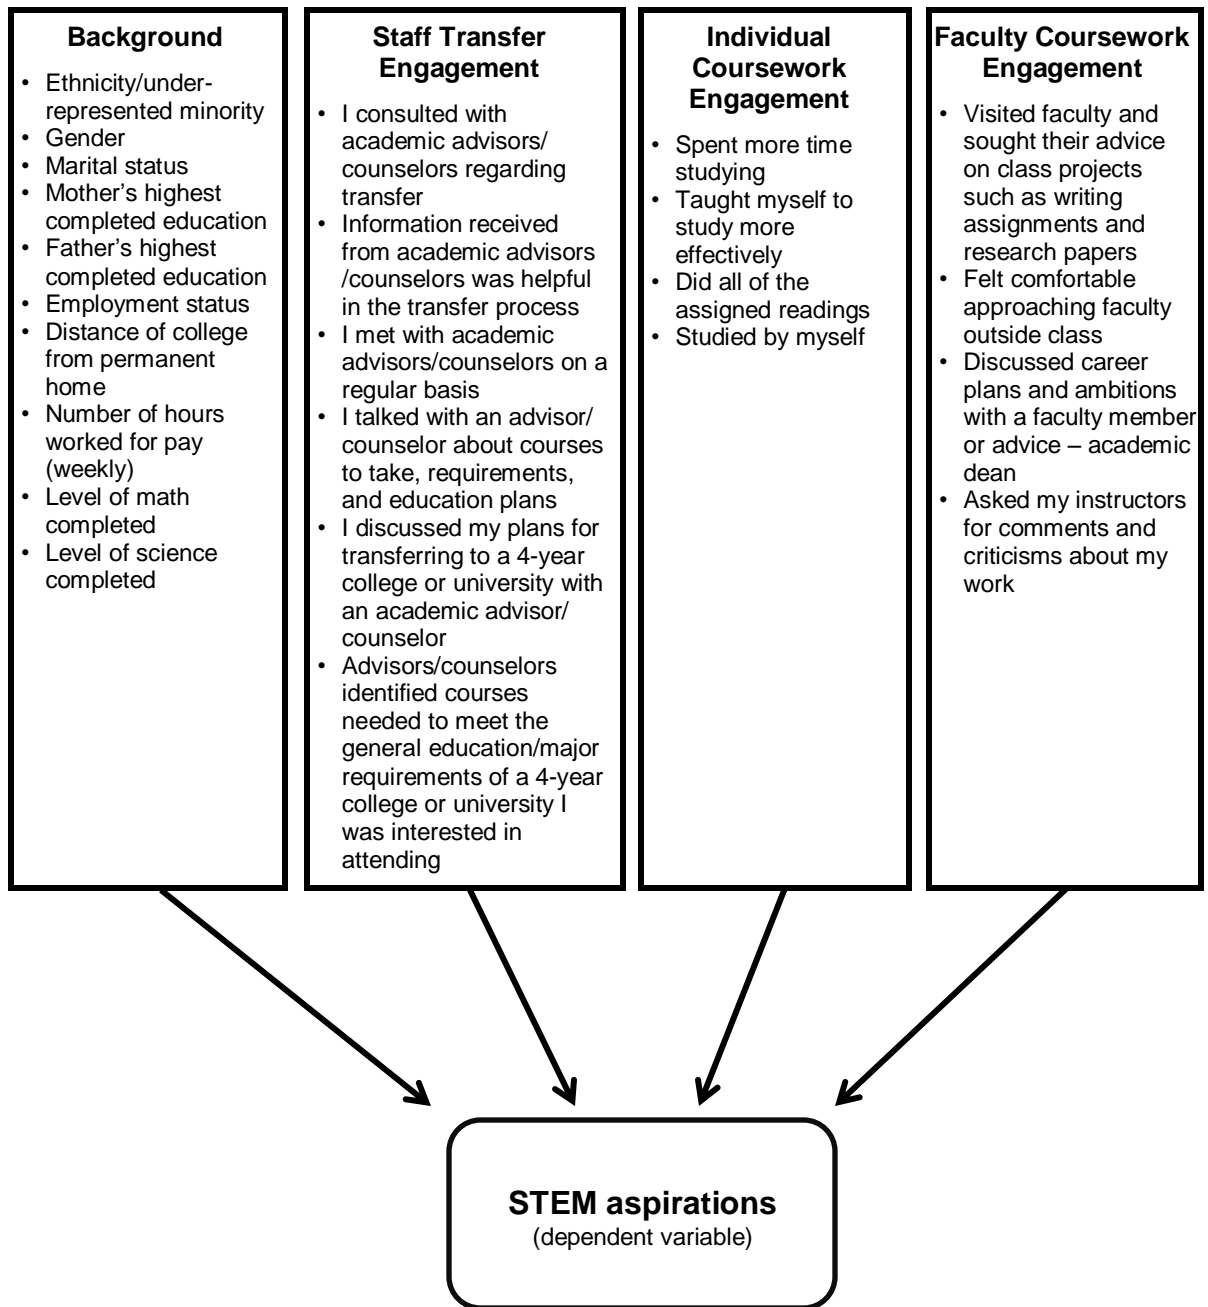 Background
• Ethnicity/under-
represented minority
• Gender
• Marital status
• Mother’s highest
completed education
• Father’s highest
completed education
• Employment status
• Distance of college
from permanent
home
• Number of hours
worked for pay
(weekly)
• Level of math
completed
• Level of science
completed
Staff Transfer
Engagement
• I consulted with
academic advisors/
counselors regarding
transfer
• Information received
from academic advisors
/counselors was helpful
in the transfer process
• I met with academic
advisors/counselors on a
regular basis
• I talked with an advisor/
counselor about courses
to take, requirements,
and education plans
• I discussed my plans for
transferring to a 4-year
college or university with
an academic advisor/
counselor
• Advisors/counselors
identified courses
needed to meet the
general education/major
requirements of a 4-year
college or university I
was interested in
attending
Individual
Coursework
Engagement
• Spent more time
studying
• Taught myself to
study more
effectively
• Did all of the
assigned readings
• Studied by myself
Faculty Coursework
Engagement
• Visited faculty and
sought their advice
on class projects
such as writing
assignments and
research papers
• Felt comfortable
approaching faculty
outside class
• Discussed career
plans and ambitions
with a faculty member
or advice – academic
dean
• Asked my instructors
for comments and
criticisms about my
work
STEM aspirations
(dependent variable)